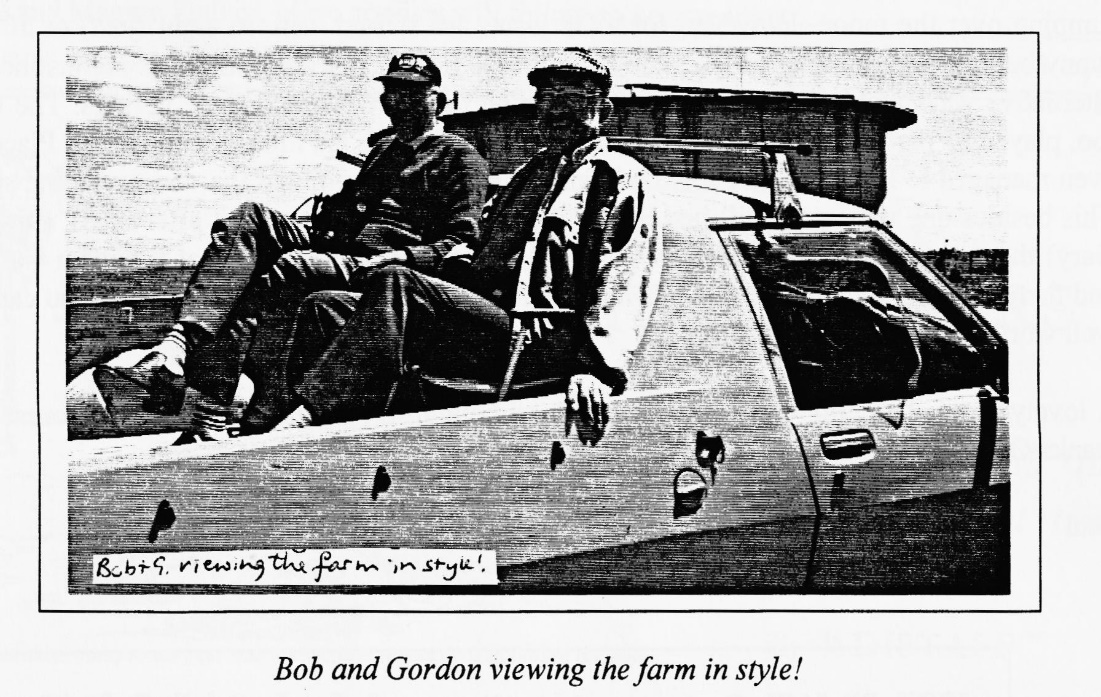 Bob+G. viewing the farm in style!
Bob and Gordon viewing the farm in style!